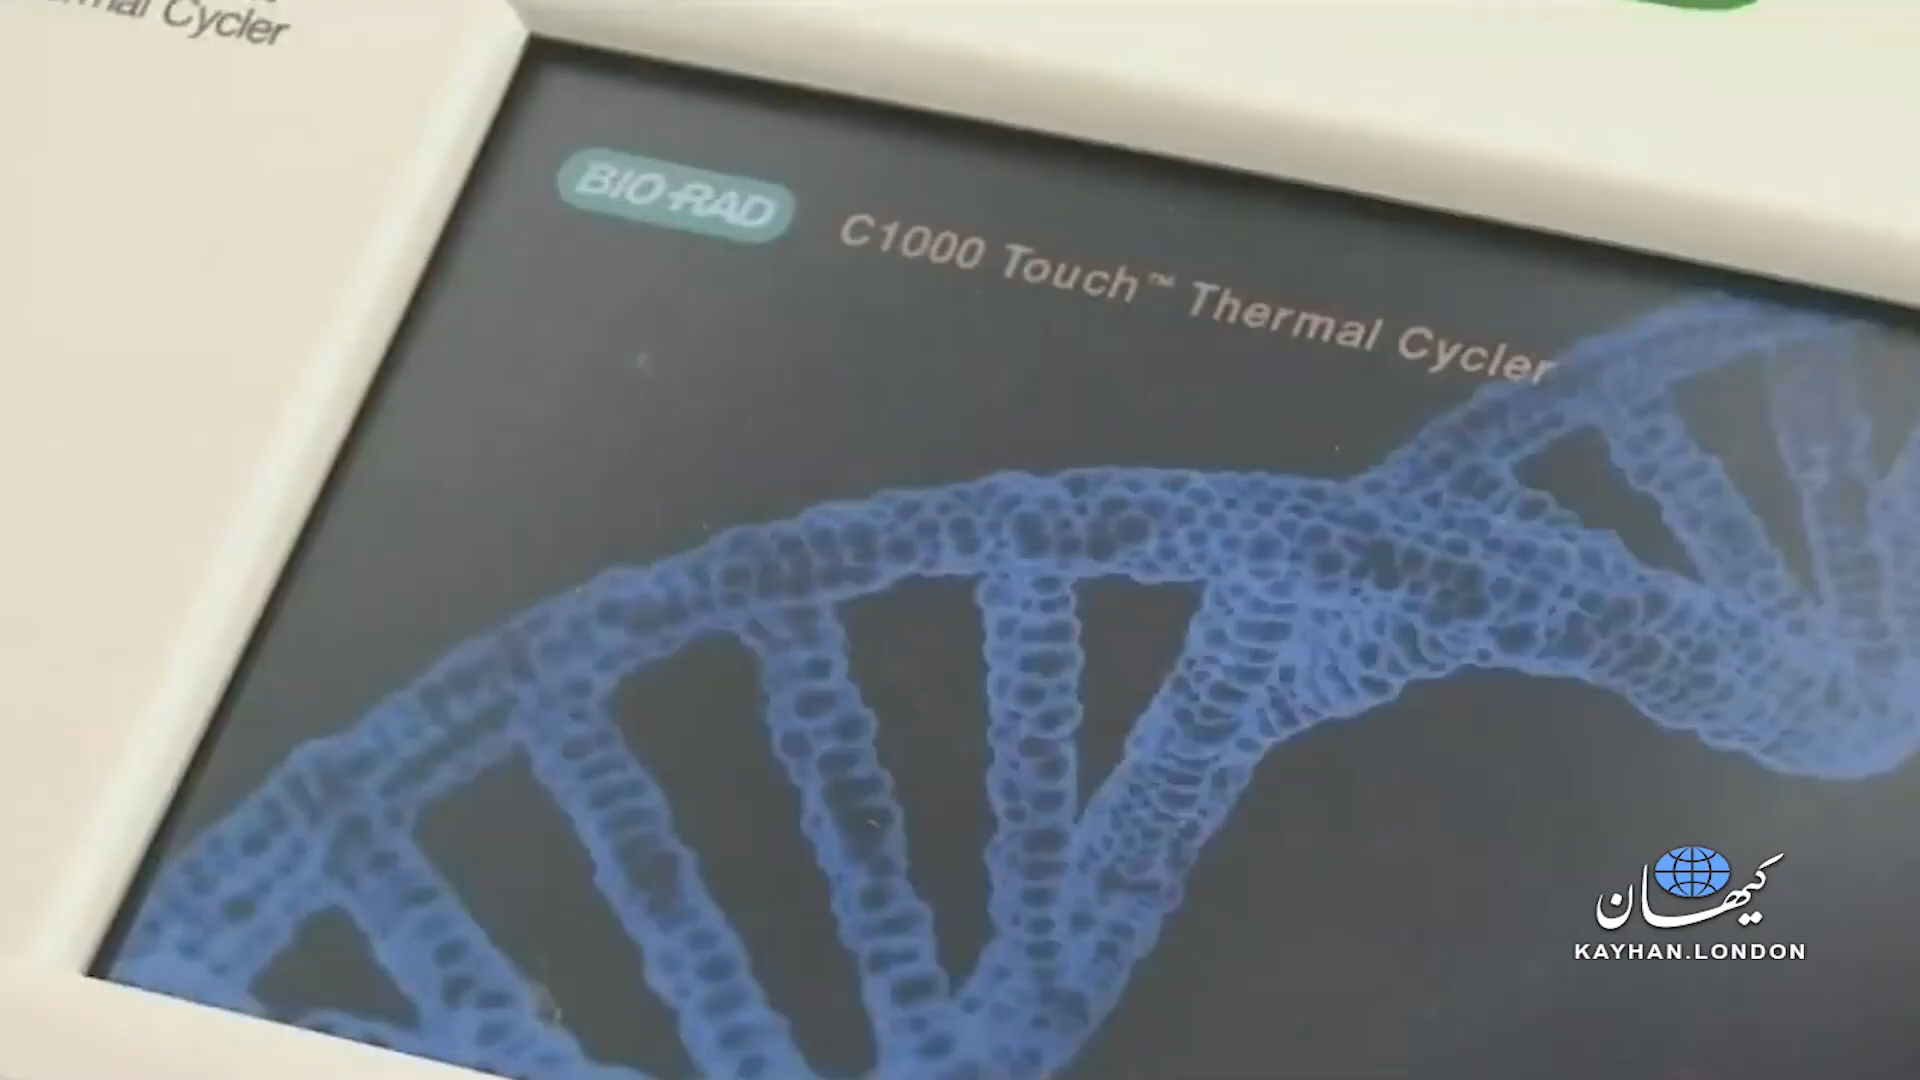 Cycler
BIO-RAD
C1000 Touch™ Thermal Cycler
کیهان
KAYHAN.LONDON